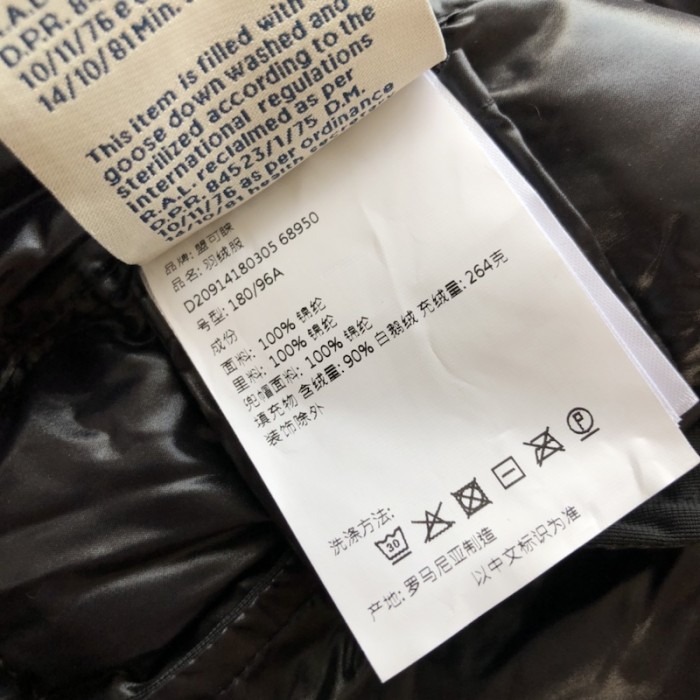 D.P.R. 8
10/11/76 e
14/10/81 Min.
This item is filled with
goose down washed and
sterilized according to the
international regulations
R.A.L. reclaimed as per
D.P.R. 84523/1/75 D.M.
10/11/76 as per Ordinance
14/10/81 health
品牌: 盟可睐
品名: 羽绒服
D20914180305 68950
号型: 180/96A
成份
面料: 100% 锦纶
里料: 100% 锦纶
兜帽面料: 100% 锦纶
填充物 含绒量: 90% 白鹅绒 充绒量: 264克
装饰除外
洗涤方法:
30
P
产地: 罗马尼亚制造
以中文标识为准